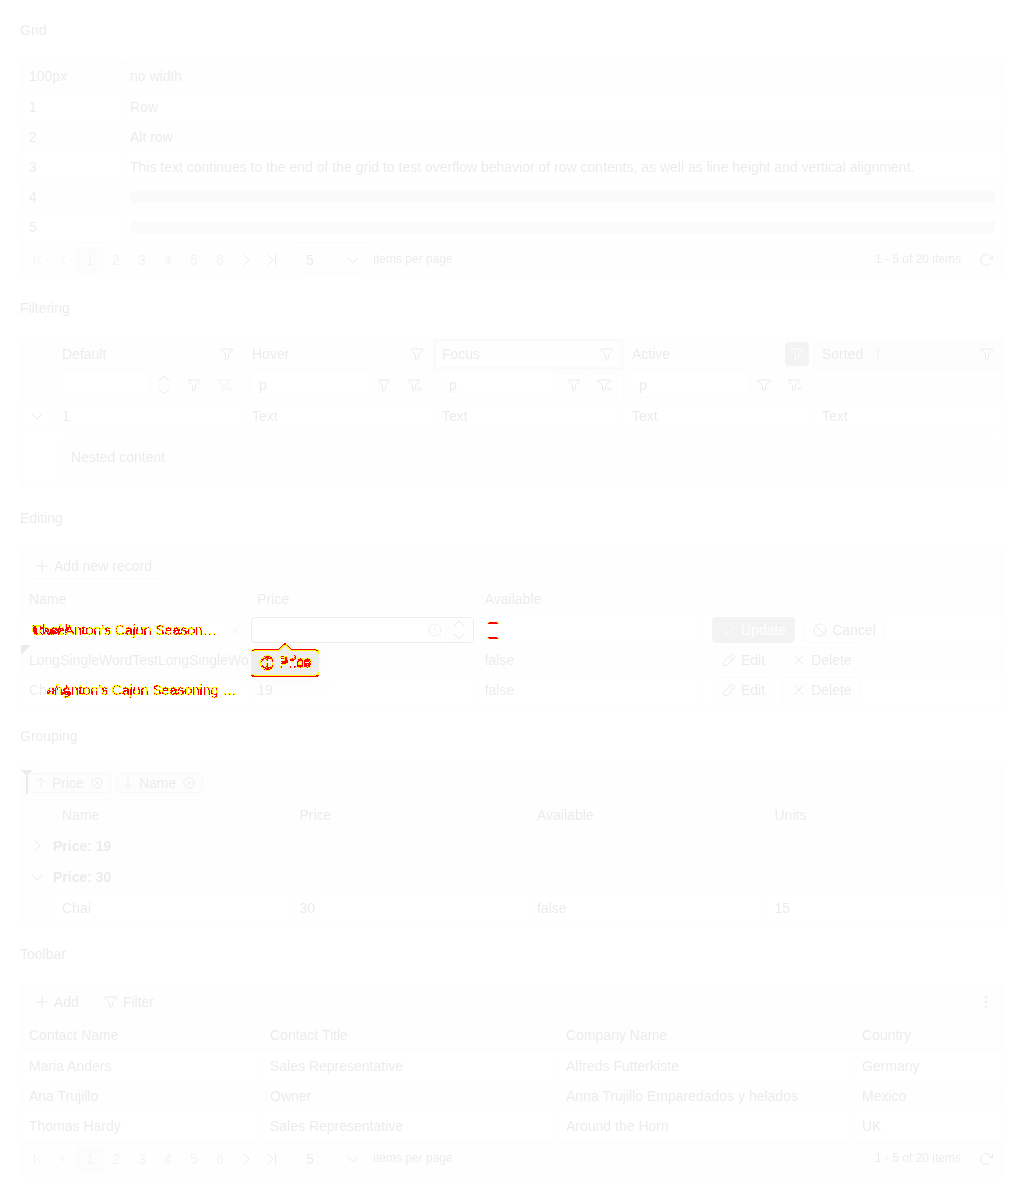 Grid
100px no width
1 Row
2 Alt row
3 This text continues to the end of the grid to test overflow behavior of row contents, as well as line height and vertical alignment.
4
5
1 2 3 4 5 6 5 items per page 1 - 5 of 20 items
Filtering
Default Hover Focus Active Sorted
p p p
1 Text Text Text Text
Nested content
Editing
Add new record
Name Price Available
Anton's Cajun Season... Update Cancel
LongSingleWordTestLongSingleWo false Edit Delete
Anton's Cajun Seasoning ... 19 false Edit Delete
Grouping
Price Name
Name Price Available Units
Price: 19
Price: 30
Chai 30 false 15
Toolbar
Add Filter
Contact Name Contact Title Company Name Country
Maria Anders Sales Representative Alfreds Futterkiste Germany
Ana Trujillo Owner Anna Trujillo Emparedados y helados Mexico
Thomas Hardy Sales Representative Around the Horn UK
1 2 3 4 5 6 5 items per page 1 - 5 of 20 items